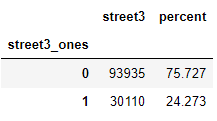 street3 percent
street3_ones
0 93935 75.727
1 30110 24.273